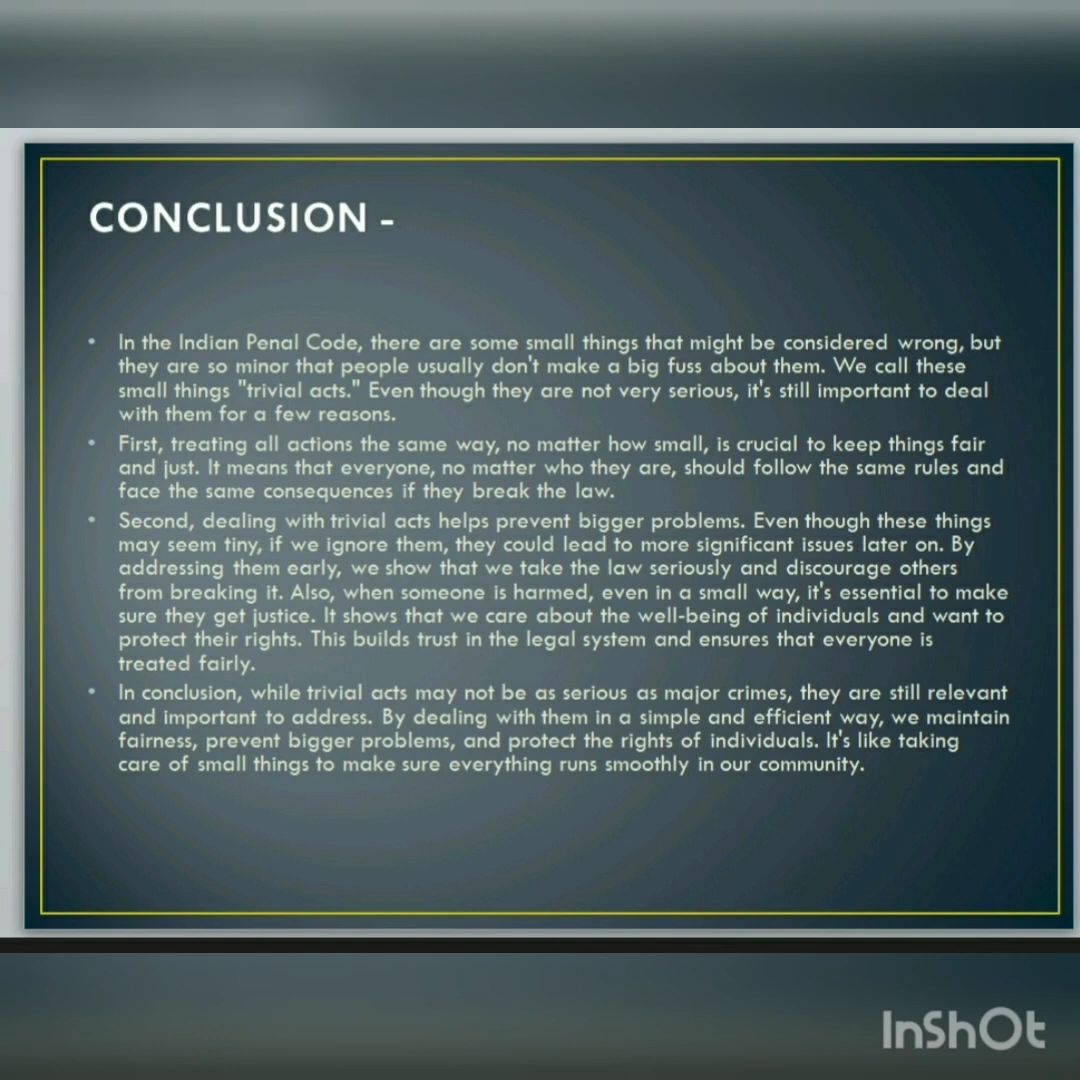 CONCLUSION -
• In the Indian Penal Code, there are some small things that might be considered wrong, but
they are so minor that people usually don't make a big fuss about them. We call these
small things "trivial acts." Even though they are not very serious, it's still important to deal
with them for a few reasons.
• First, treating all actions the same way, no matter how small, is crucial to keep things fair
and just. It means that everyone, no matter who they are, should follow the same rules and
face the same consequences if they break the law.
• Second, dealing with trivial acts helps prevent bigger problems. Even though these things
may seem tiny, if we ignore them, they could lead to more significant issues later on. By
addressing them early, we show that we take the law seriously and discourage others
from breaking it. Also, when someone is harmed, even in a small way, it's essential to make
sure they get justice. It shows that we care about the well-being of individuals and want to
protect their rights. This builds trust in the legal system and ensures that everyone is
treated fairly.
• In conclusion, while trivial acts may not be as serious as major crimes, they are still relevant
and important to address. By dealing with them in a simple and efficient way, we maintain
fairness, prevent bigger problems, and protect the rights of individuals. It's like taking
care of small things to make sure everything runs smoothly in our community.
InShOt